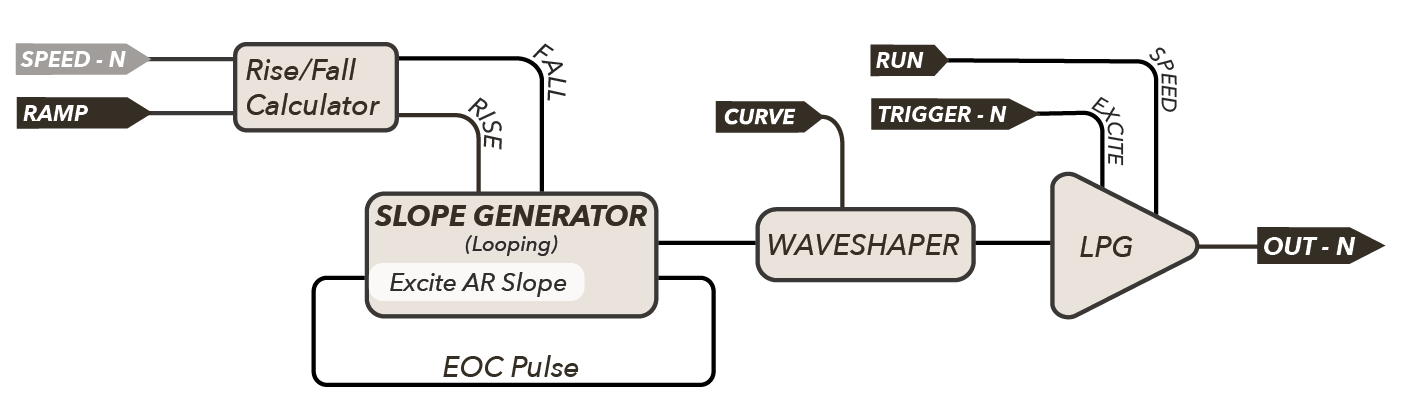 SPEED - N
RAMP
Rise/Fall
Calculator
FALL
RISE
SLOPE GENERATOR
(Looping)
Excite AR Slope
EOC Pulse
CURVE
WAVESHAPER
RUN
TRIGGER - N
SPEED
EXCITE
LPG
OUT - N